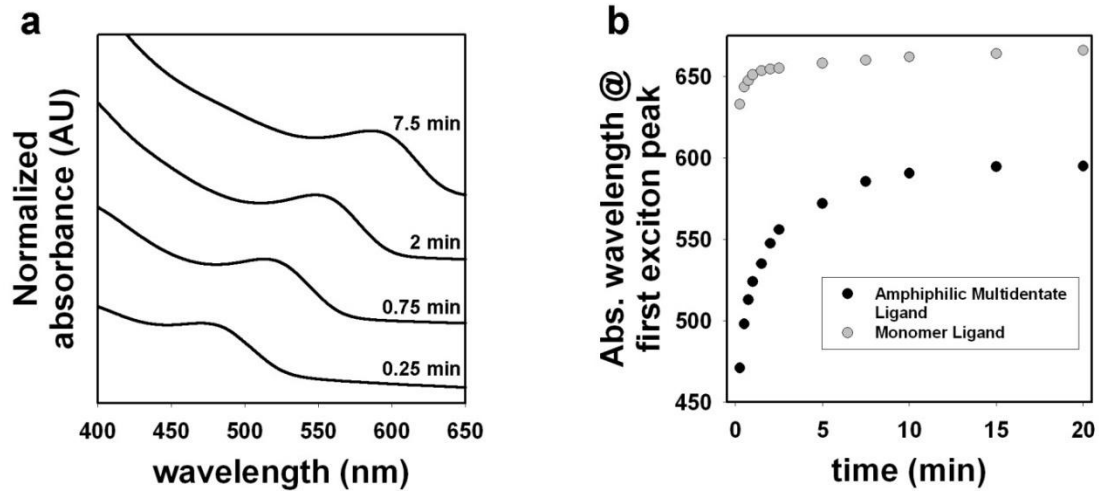 a
Normalized
absorbance (AU)
7.5 min
2 min
0.75 min
0.25 min
400 450 500 550 600 650
wavelength (nm)
b
Abs. wavelength @
first exciton peak
650
600
550
500
450
Amphiphilic Multidentate
Ligand
Monomer Ligand
0 5 10 15 20
time (min)